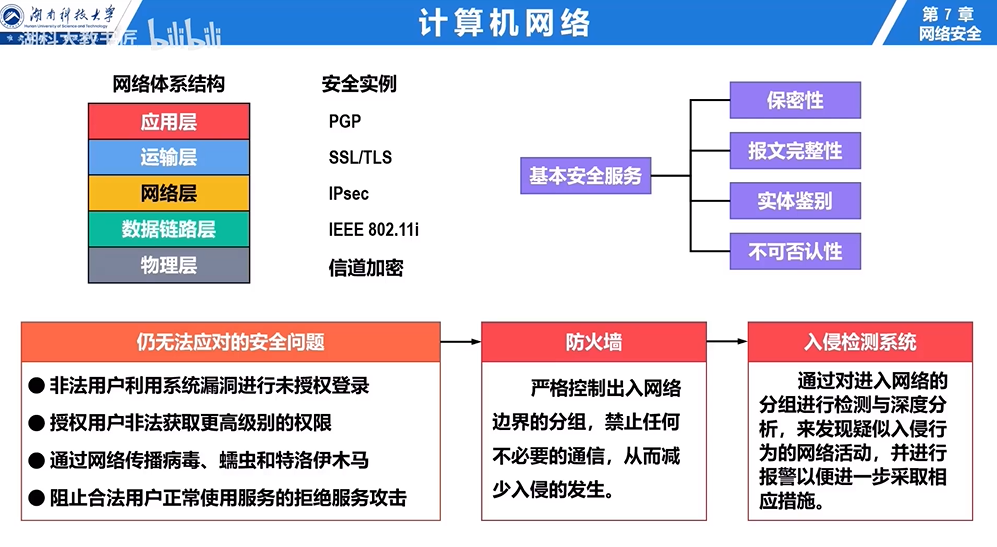 湖南科技大学
Hunan University of Science and Technology
湖科大教书匠 bilibili
计算机网络
第 7 章
网络安全
网络体系结构
安全实例
应用层
PGP
运输层
SSL/TLS
网络层
IPsec
数据链路层
IEEE 802.11i
物理层
信道加密
基本安全服务
保密性
报文完整性
实体鉴别
不可否认性
仍无法应对的安全问题
● 非法用户利用系统漏洞进行未授权登录
● 授权用户非法获取更高级别的权限
● 通过网络传播病毒、蠕虫和特洛伊木马
● 阻止合法用户正常使用服务的拒绝服务攻击
防火墙
严格控制出入网络
边界的分组，禁止任何
不必要的通信，从而减
少入侵的发生。
入侵检测系统
通过对进入网络的
分组进行检测与深度分
析，来发现疑似入侵行
为的网络活动，并进行
报警以便进一步采取相
应措施。